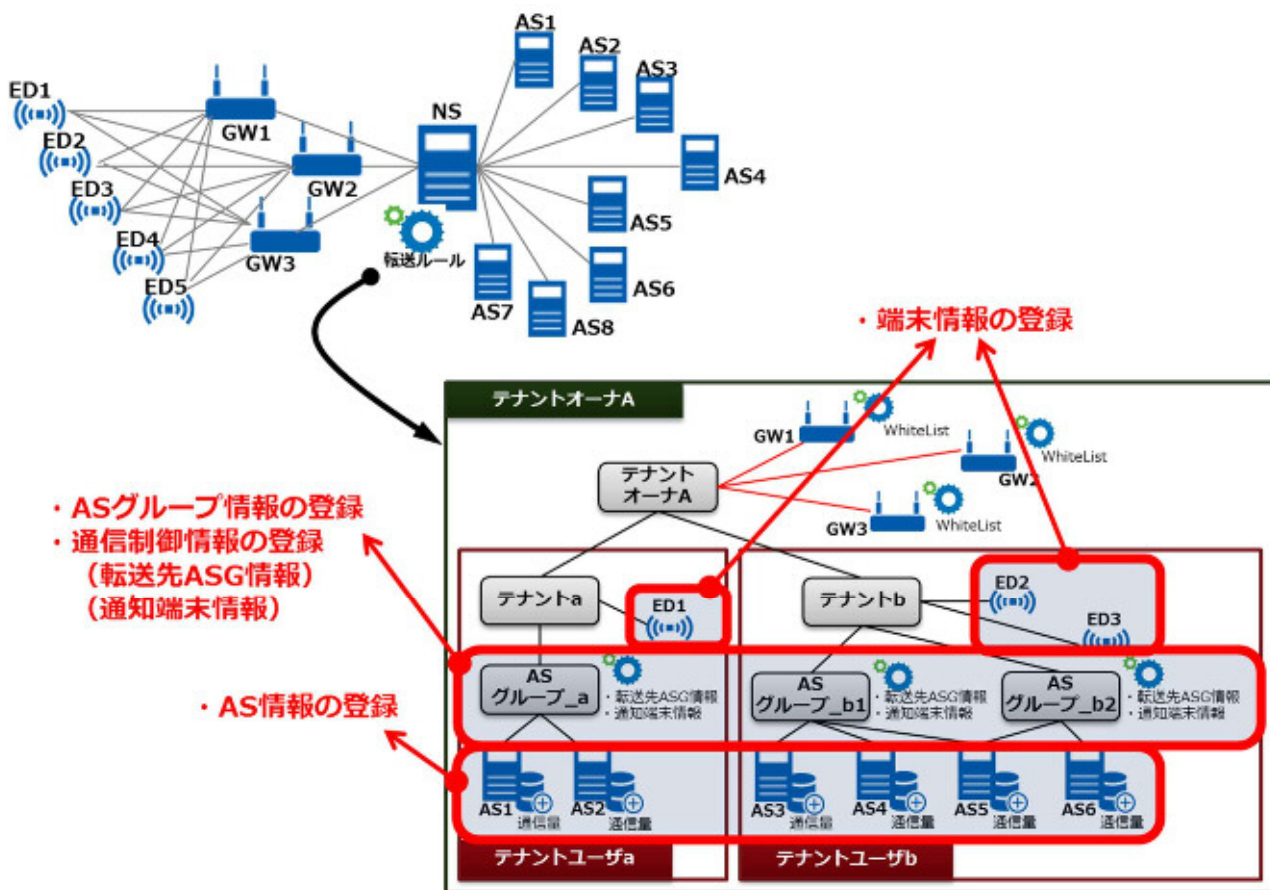 AS1
AS2
AS3
ED1
GW1
NS
ED2
GW2
AS4
ED3
AS5
ED4
GW3
転送ルール
ED5
AS7
AS6
AS8
・端末情報の登録
テナントオーナA
GW1
WhiteList
WhiteList
GW2
テナント
オーナA
GW3
WhiteList
・ASグループ情報の登録
・通信制御情報の登録
（転送先ASG情報）
（通知端末情報）
テナントa
ED1
テナントb
ED2
ED3
AS
グループ_a
・転送先ASG情報
・通知端末情報
AS
グループ_b1
・転送先ASG情報
・通知端末情報
AS
グループ_b2
・転送先ASG情報
・通知端末情報
・AS情報の登録
AS1
通信量
AS2
通信量
AS3
通信量
AS4
通信量
AS5
通信量
AS6
通信量
テナントユーザa
テナントユーザb